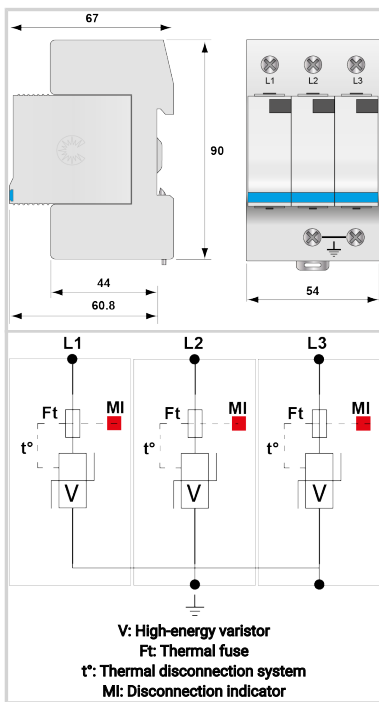 67
L1 L2 L3
90
44
60.8
54
L1 L2 L3
Ft MI Ft MI Ft MI
t° t° t°
V V V
V: High-energy varistor
Ft: Thermal fuse
t°: Thermal disconnection system
MI: Disconnection indicator